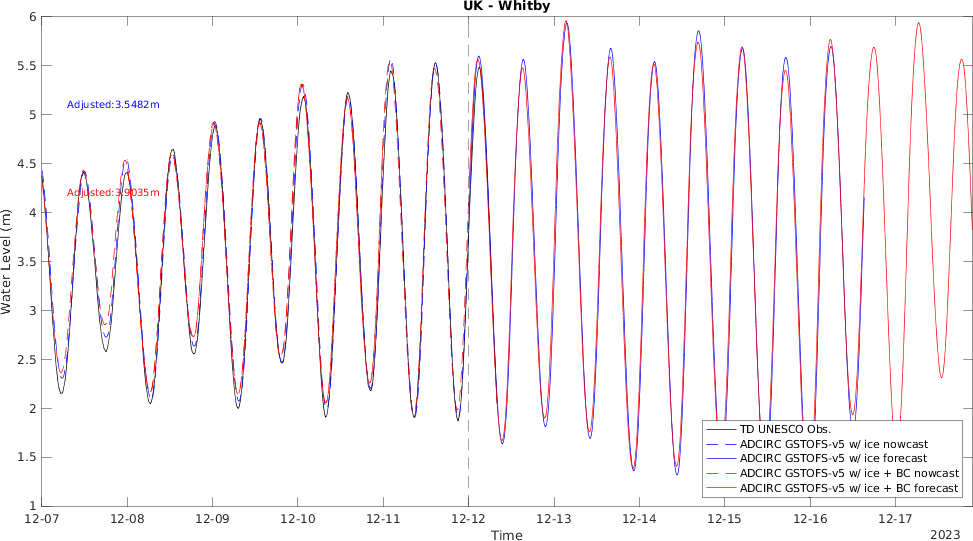 UK - Whitby
6
5.5
5
4.5
4
3.5
3
2.5
2
1.5
1
Water Level (m)
Adjusted:3.5482m
Adjusted:3.9035m
TD UNESCO Obs.
ADCIRC GSTOFS-v5 w/ ice nowcast
ADCIRC GSTOFS-v5 w/ ice forecast
ADCIRC GSTOFS-v5 w/ ice + BC nowcast
ADCIRC GSTOFS-v5 w/ ice + BC forecast
12-07 12-08 12-09 12-10 12-11 12-12 12-13 12-14 12-15 12-16 12-17
Time
2023